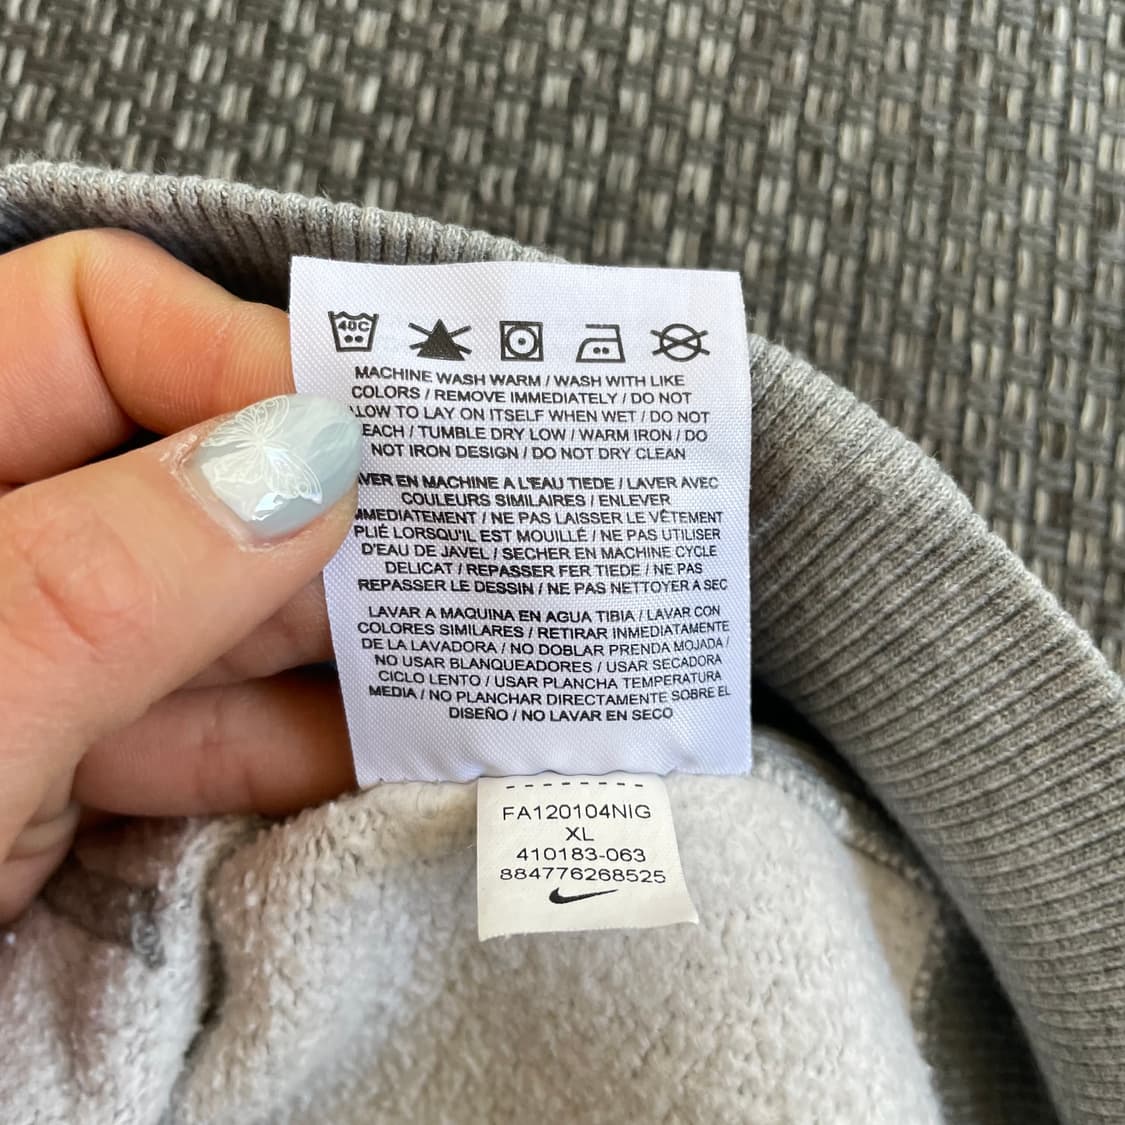 40C
MACHINE WASH WARM / WASH WITH LIKE
COLORS / REMOVE IMMEDIATELY / DO NOT
LOW TO LAY ON ITSELF WHEN WET / DO NOT
EACH / TUMBLE DRY LOW / WARM IRON / DO
NOT IRON DESIGN / DO NOT DRY CLEAN
VER EN MACHINE A L'EAU TIEDE / LAVER AVEC
COULEURS SIMILAIRES / ENLEVER
MMEDIATEMENT / NE PAS LAISSER LE VÊTEMENT
PLIÉ LORSQU'IL EST MOUILLÉ / NE PAS UTILISER
D'EAU DE JAVEL / SECHER EN MACHINE CYCLE
DELICAT / REPASSER FER TIEDE / NE PAS
REPASSER LE DESSIN / NE PAS NETTOYER A SEC
LAVAR A MAQUINA EN AGUA TIBIA / LAVAR CON
COLORES SIMILARES / RETIRAR INMEDIATAMENTE
DE LA LAVADORA / NO DOBLAR PRENDA MOJADA /
NO USAR BLANQUEADORES / USAR SECADORA
CICLO LENTO / USAR PLANCHA TEMPERATURA
MEDIA / NO PLANCHAR DIRECTAMENTE SOBRE EL
DISEÑO / NO LAVAR EN SECO
FA120104NIG
XL
410183-063
884776268525